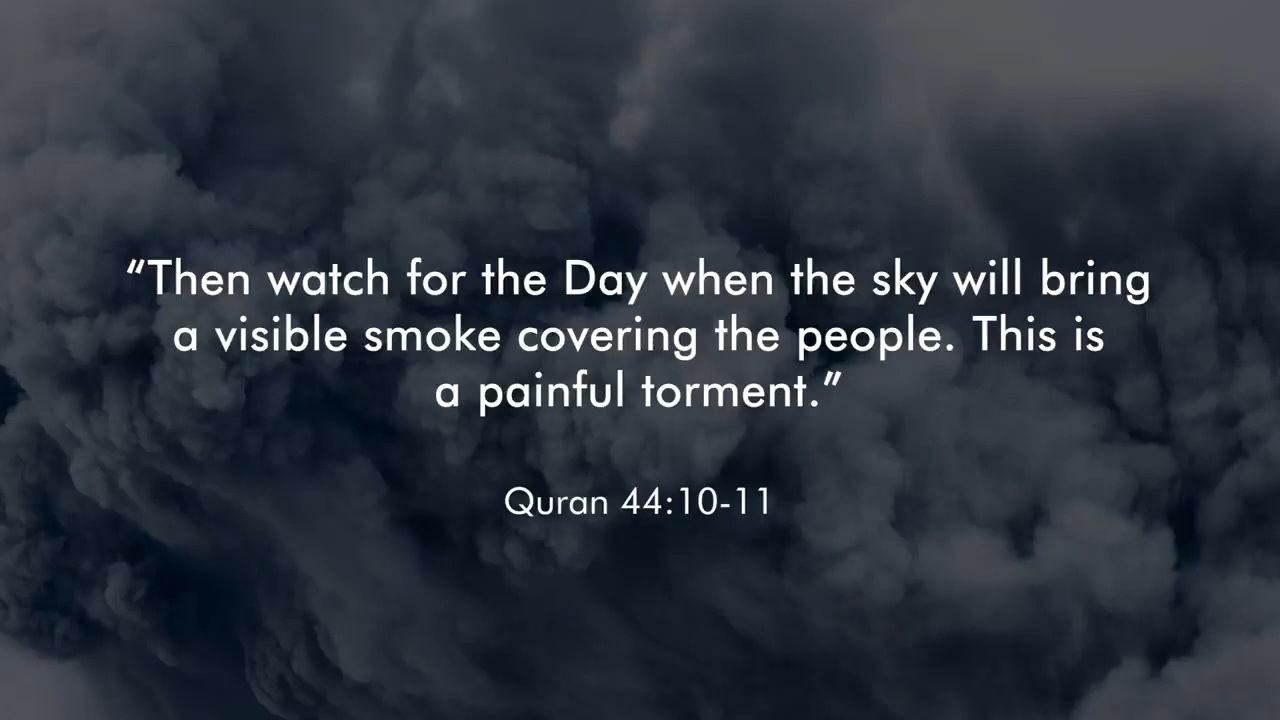 “Then watch for the Day when the sky will bring
a visible smoke covering the people. This is
a painful torment.”
Quran 44:10-11